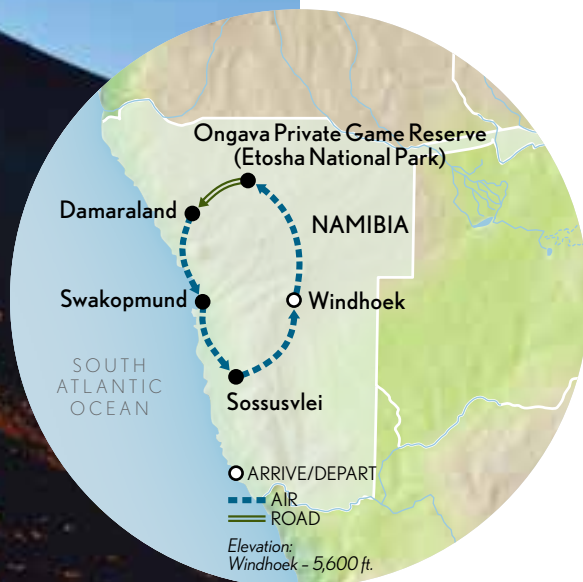 Ongava Private Game Reserve
(Etosha National Park)
Damaraland
NAMIBIA
Swakopmund
Windhoek
SOUTH
ATLANTIC
OCEAN
Sossusvlei
ARRIVE/DEPART
AIR
ROAD
Elevation:
Windhoek – 5,600 ft.